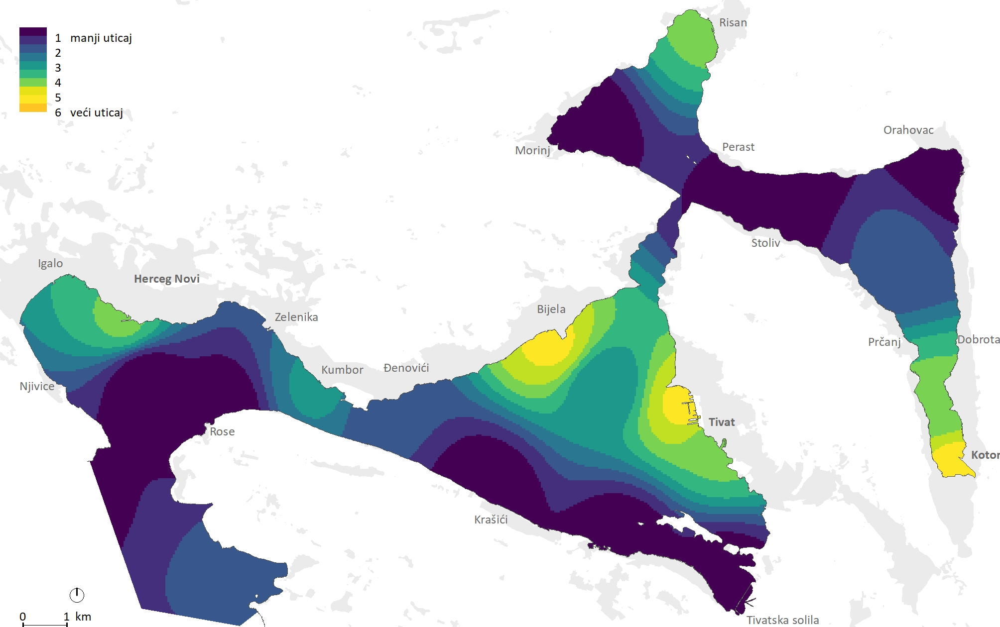 Risan
1 manji uticaj
2
3
4
5
6 veći uticaj
Orahovac
Morinj
Perast
Stoliv
Igalo
Herceg Novi
Bijela
Zelenika
Prčanj
Dobrota
Kumbor
Đenovići
Njivice
Tivat
Rose
Kotor
Krašići
0 1 km
Tivatska solila